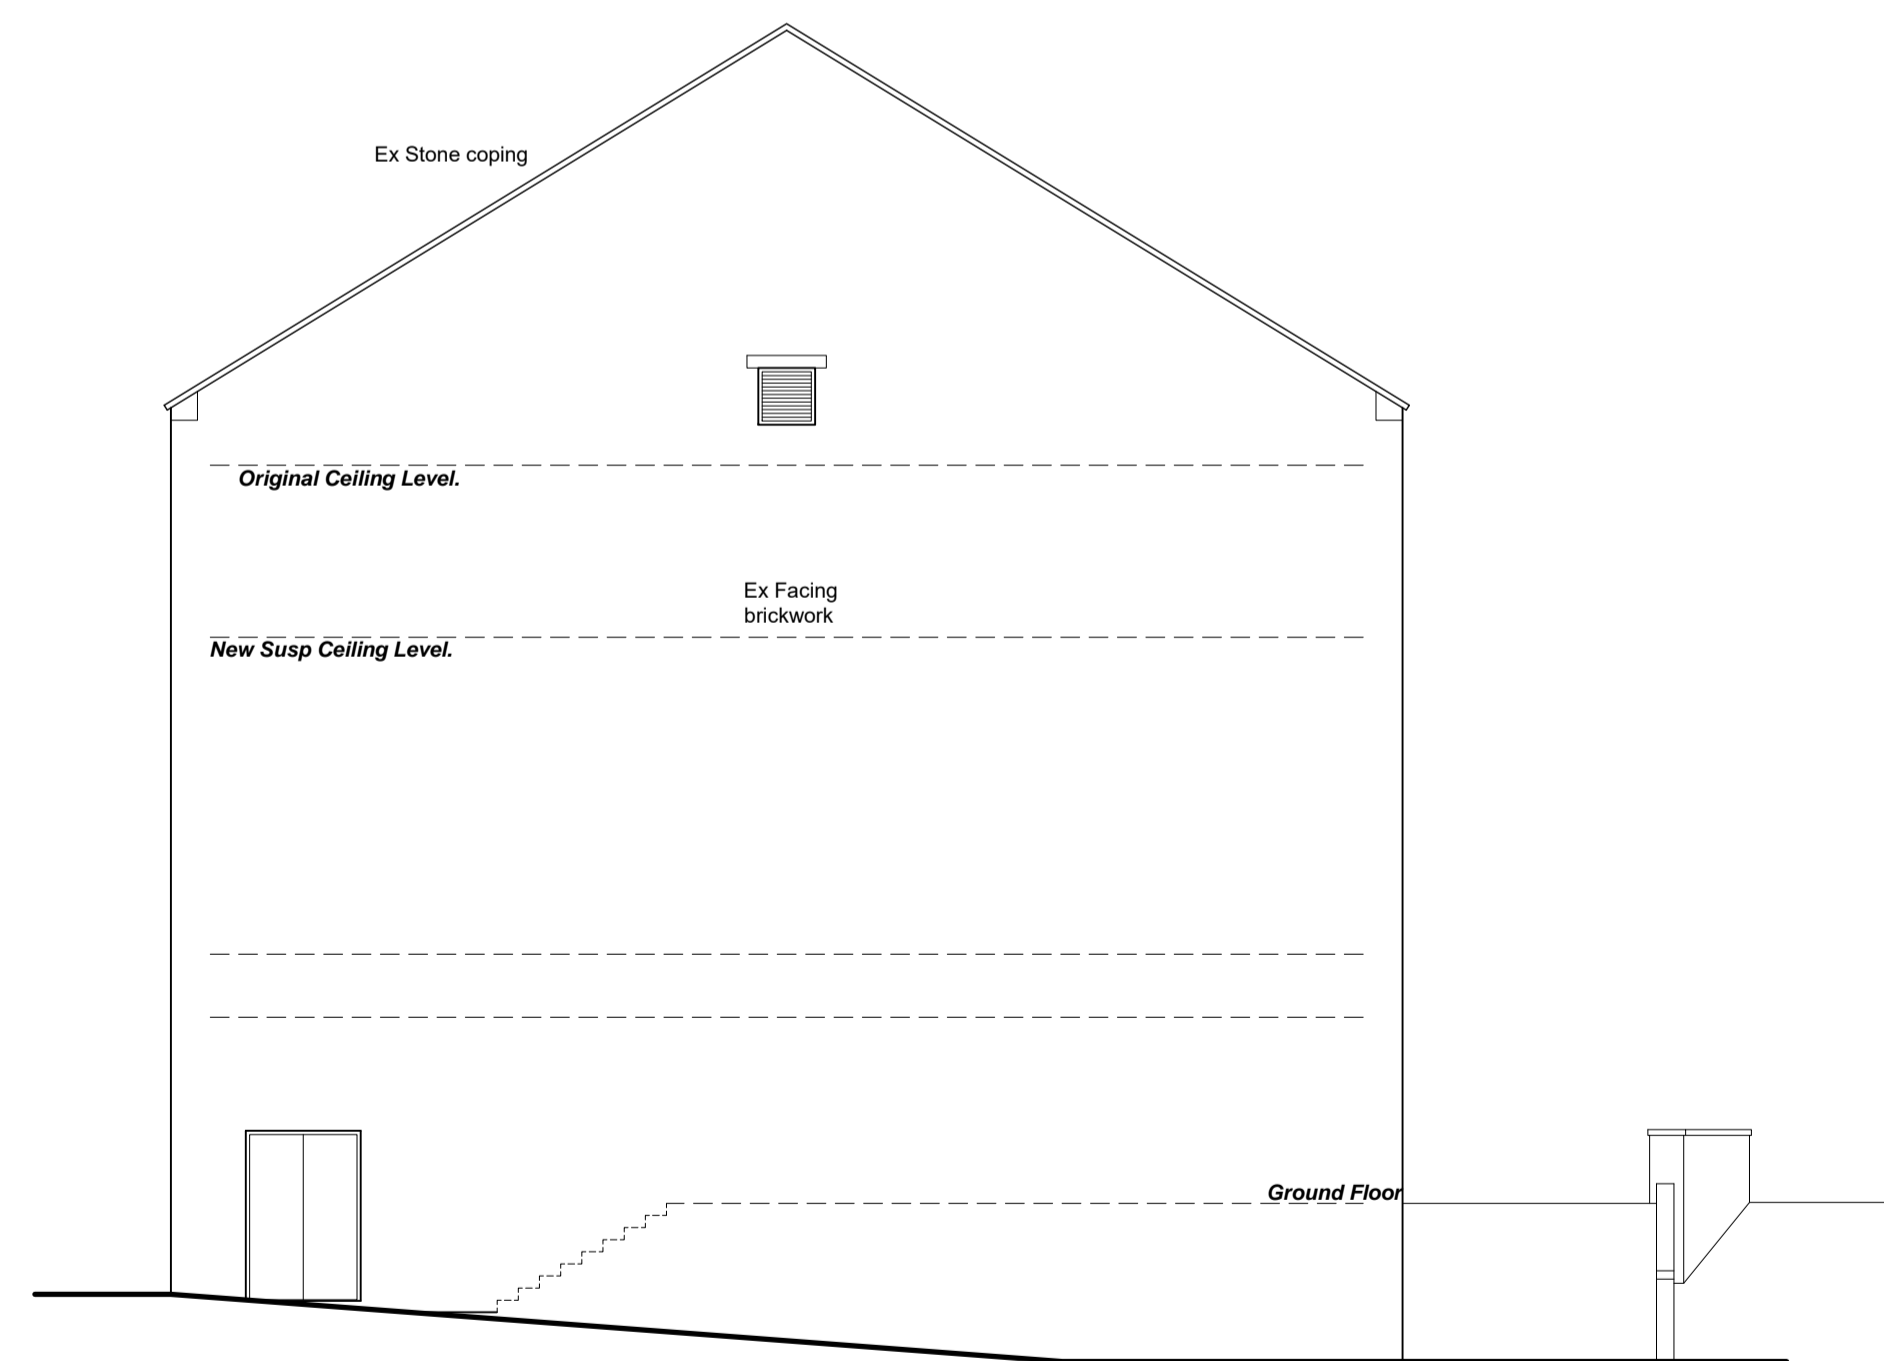 Ex Stone coping
Original Ceiling Level.
Ex Facing
brickwork
New Susp Ceiling Level.
Ground Floor